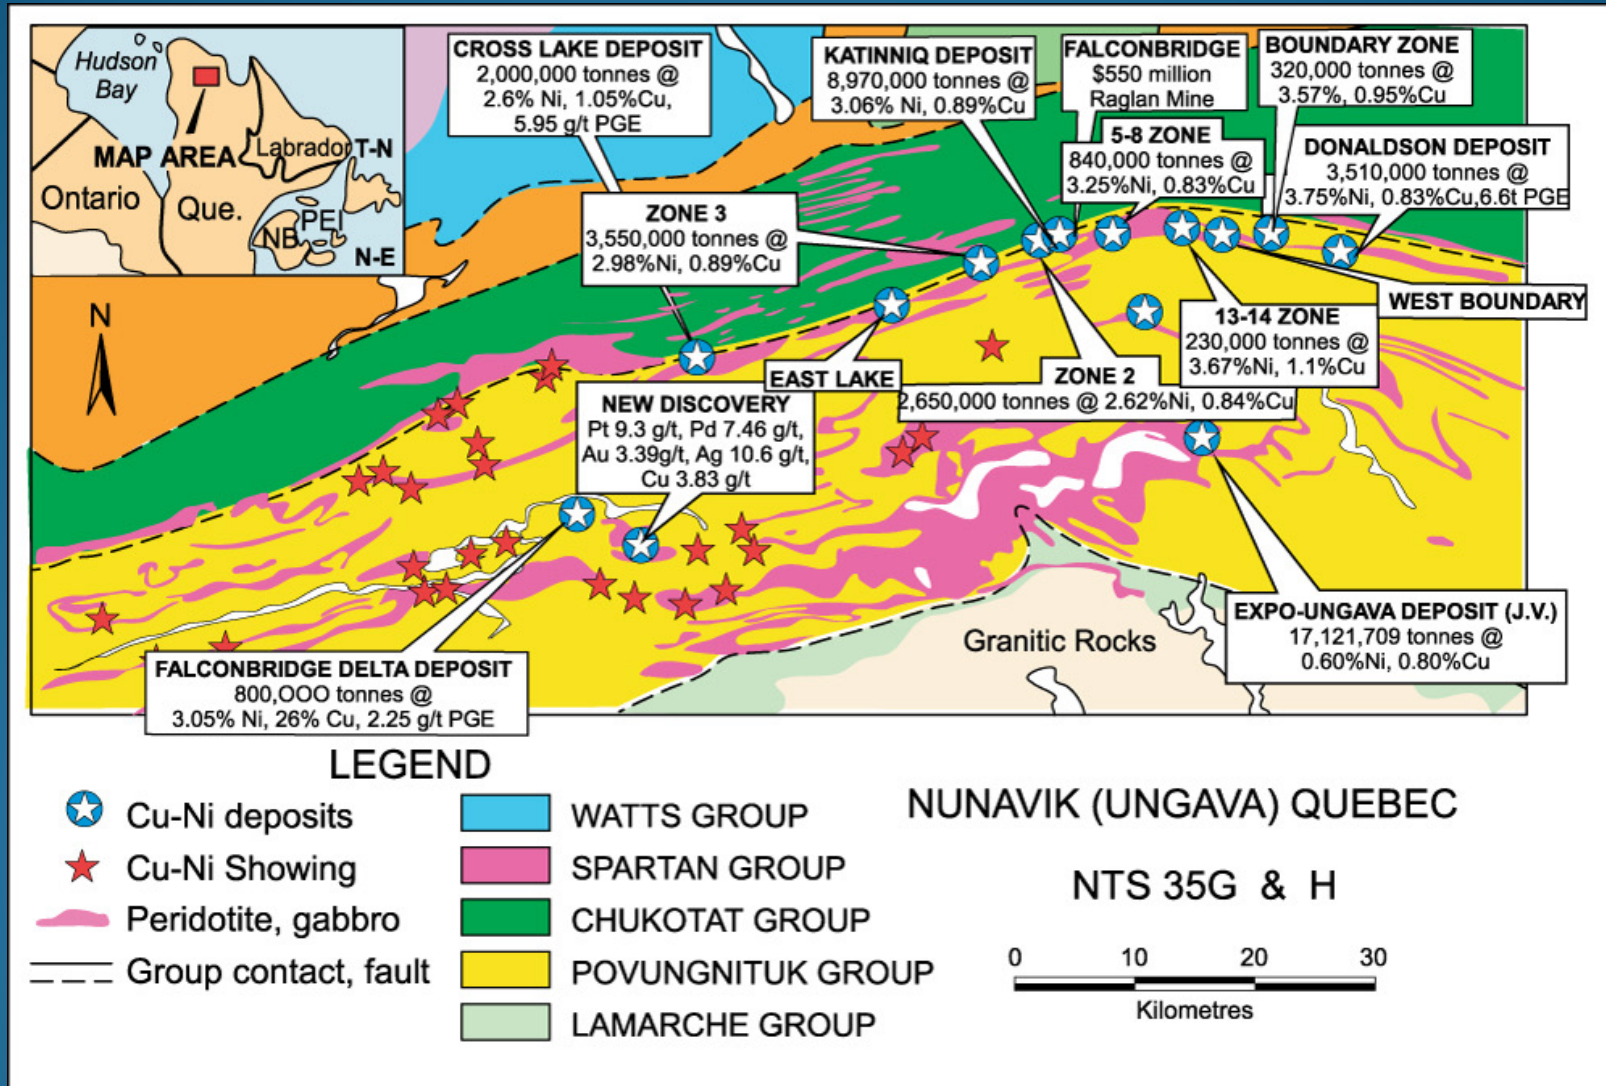 Hudson
Bay
MAP AREA
Labrador
T-N
Ontario
Que.
PEI
NB
N-E
N
CROSS LAKE DEPOSIT
2,000,000 tonnes @
2.6% Ni, 1.05%Cu,
5.95 g/t PGE
KATINNIQ DEPOSIT
8,970,000 tonnes @
3.06% Ni, 0.89%Cu
FALCONBRIDGE
$550 million
Raglan Mine
BOUNDARY ZONE
320,000 tonnes @
3.57%, 0.95%Cu
5-8 ZONE
840,000 tonnes @
3.25%Ni, 0.83%Cu
DONALDSON DEPOSIT
3,510,000 tonnes @
3.75%Ni, 0.83%Cu,6.6t PGE
ZONE 3
3,550,000 tonnes @
2.98%Ni, 0.89%Cu
WEST BOUNDARY
13-14 ZONE
230,000 tonnes @
3.67%Ni, 1.1%Cu
EAST LAKE
ZONE 2
2,650,000 tonnes @ 2.62%Ni, 0.84%Cu
NEW DISCOVERY
Pt 9.3 g/t, Pd 7.46 g/t,
Au 3.39g/t, Ag 10.6 g/t,
Cu 3.83 g/t
EXPO-UNGAVA DEPOSIT (J.V.)
17,121,709 tonnes @
0.60%Ni, 0.80%Cu
Granitic Rocks
FALCONBRIDGE DELTA DEPOSIT
800,OOO tonnes @
3.05% Ni, 26% Cu, 2.25 g/t PGE
LEGEND
Cu-Ni deposits
Cu-Ni Showing
Peridotite, gabbro
Group contact, fault
WATTS GROUP
SPARTAN GROUP
CHUKOTAT GROUP
POVUNGNITUK GROUP
LAMARCHE GROUP
NUNAVIK (UNGAVA) QUEBEC
NTS 35G & H
0 10 20 30
Kilometres